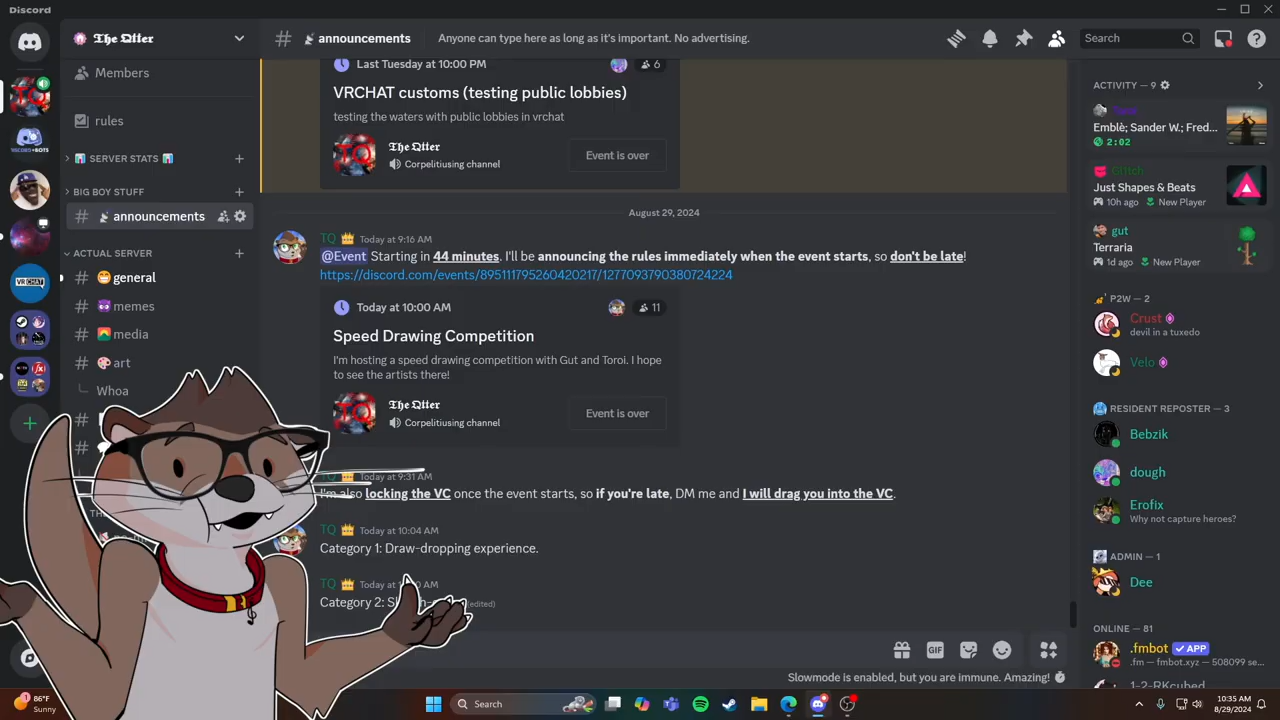 Discord
The Otter
Members
rules
SERVER STATS
BIG BOY STUFF
announcements
ACTUAL SERVER
general
memes
media
art
Whoa
announcements
Anyone can type here as long as it's important. No advertising.
Search
Last Tuesday at 10:00 PM
6
VRCHAT customs (testing public lobbies)
testing the waters with public lobbies in vrchat
TQ
The Otter
Corpelitiusing channel
Event is over
August 29, 2024
TQ Today at 9:16 AM
@Event Starting in 44 minutes. I'll be announcing the rules immediately when the event starts, so don't be late!
https://discord.com/events/895111795260420217/1277093790380724224
Today at 10:00 AM
11
Speed Drawing Competition
I'm hosting a speed drawing competition with Gut and Toroi. I hope
to see the artists there!
TQ
The Otter
Corpelitiusing channel
Event is over
TQ Today at 9:31 AM
I'm also locking the VC once the event starts, so if you're late, DM me and I will drag you into the VC.
TQ Today at 10:04 AM
Category 1: Draw-dropping experience.
TQ Today at AM
Category 2: (edited)
GIF
Slowmode is enabled, but you are immune. Amazing!
ACTIVITY — 9
Emblè; Sander W.; Fred...
2:02
Glitch
Just Shapes & Beats
10h ago New Player
gut
Terraria
1d ago New Player
P2W — 2
Crust
devil in a tuxedo
Velo
RESIDENT REPOSTER — 3
Bebzik
dough
Erofix
Why not capture heroes?
ADMIN — 1
Dee
ONLINE — 81
.fmbot APP
.fm — fmbot.xyz — 508099 se...
1-2-RKcubed
86°F
Sunny
Search
10:35 AM
8/29/2024